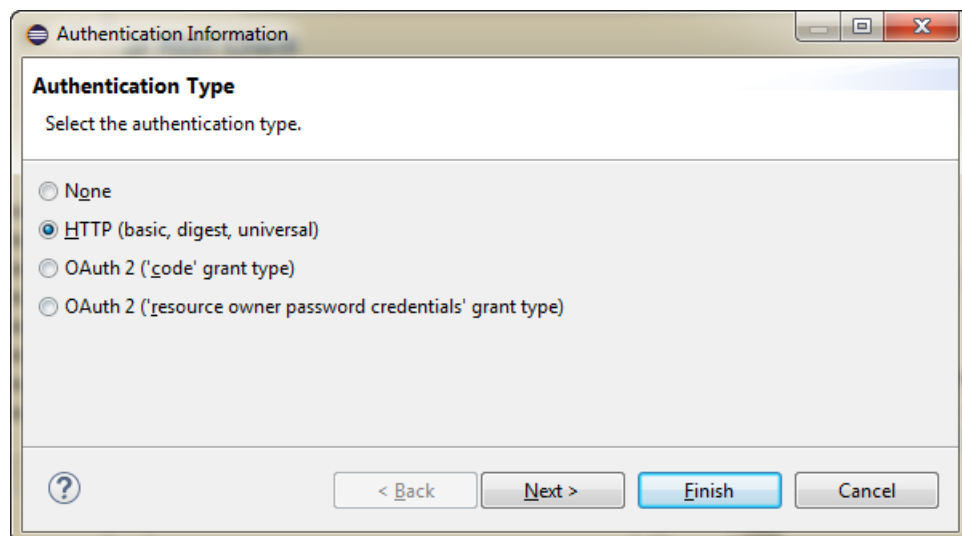 Authentication Information
Authentication Type
Select the authentication type.
None
HTTP (basic, digest, universal)
OAuth 2 ('code' grant type)
OAuth 2 ('resource owner password credentials' grant type)
?
< Back
Next >
Finish
Cancel